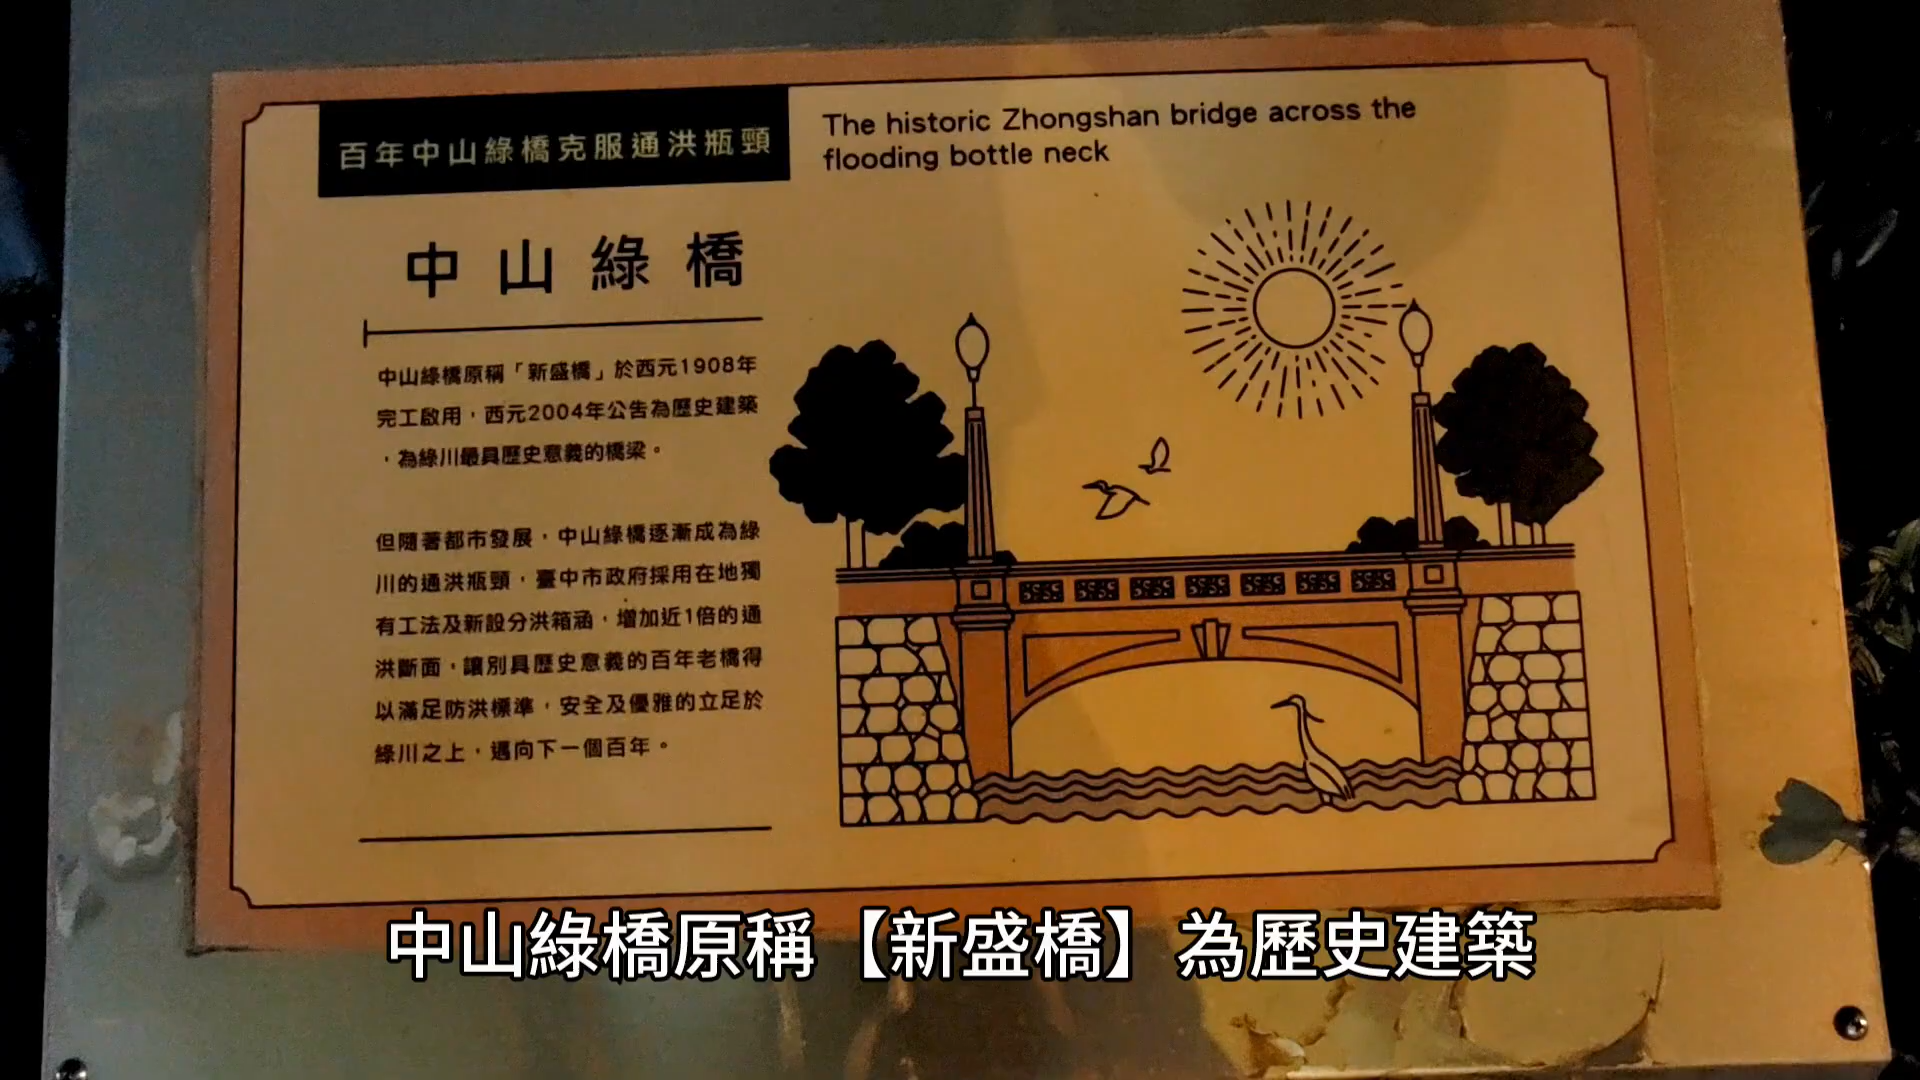 百年中山綠橋克服通洪瓶頸
The historic Zhongshan bridge across the
flooding bottle neck
中山綠橋
中山綠橋原稱「新盛橋」於西元1908年
完工啟用，西元2004年公告為歷史建築
，為綠川最具歷史意義的橋梁。
但隨著都市發展，中山綠橋逐漸成為綠
川的通洪瓶頸，臺中市政府採用在地獨
有工法及新設分洪箱涵，增加近1倍的通
洪斷面，讓別具歷史意義的百年老橋得
以滿足防洪標準，安全及優雅的立足於
綠川之上，邁向下一個百年。
中山綠橋原稱【新盛橋】為歷史建築